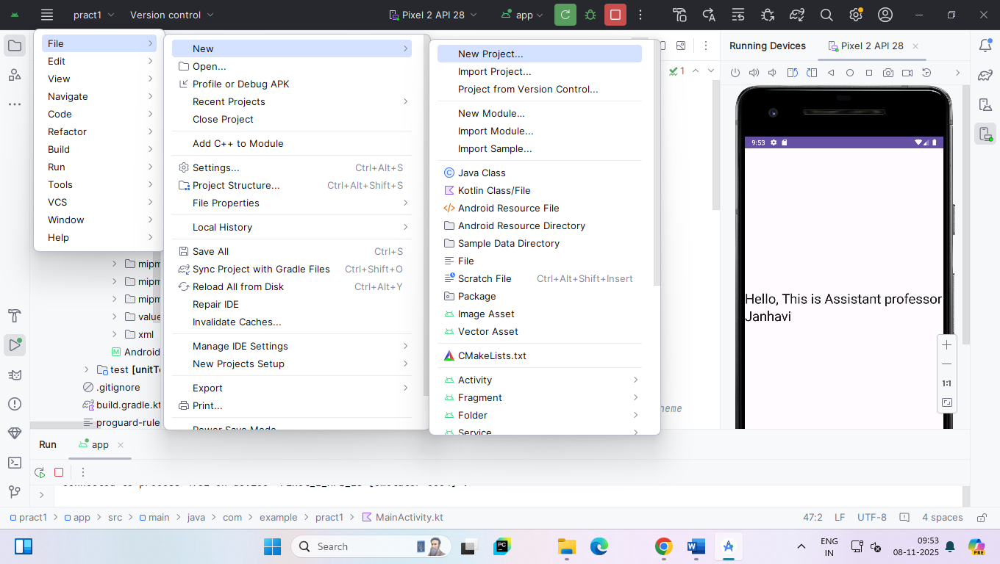 pract1
Version control
Pixel 2 API 28
app
File
Edit
View
Navigate
Code
Refactor
Build
Run
Tools
VCS
Window
Help
New
Open...
Profile or Debug APK
Recent Projects
Close Project
Add C++ to Module
Settings... Ctrl+Alt+S
Project Structure... Ctrl+Alt+Shift+S
File Properties
Local History
Save All Ctrl+S
Sync Project with Gradle Files Ctrl+Shift+O
Reload All from Disk Ctrl+Alt+Y
Repair IDE
Invalidate Caches...
Manage IDE Settings
New Projects Setup
Export
Print...
Power Save Mode
New Project...
Import Project...
Project from Version Control...
New Module...
Import Module...
Import Sample...
Java Class
Kotlin Class/File
Android Resource File
Android Resource Directory
Sample Data Directory
File
Scratch File Ctrl+Alt+Shift+Insert
Package
Image Asset
Vector Asset
CMakeLists.txt
Activity
Fragment
Folder
Service
1
heme
Running Devices
Pixel 2 API 28
9:53
Hello, This is Assistant professor
Janhavi
1:1
mipm
mipm
mipm
value
xml
Android
test [unitTe
.gitignore
build.gradle.kt
proguard-rule
Run
app
pract1 > app > src > main > java > com > example > pract1 > MainActivity.kt
47:2 LF UTF-8 4 spaces
Search
PC
PRE
ENG
IN
09:53
08-11-2025